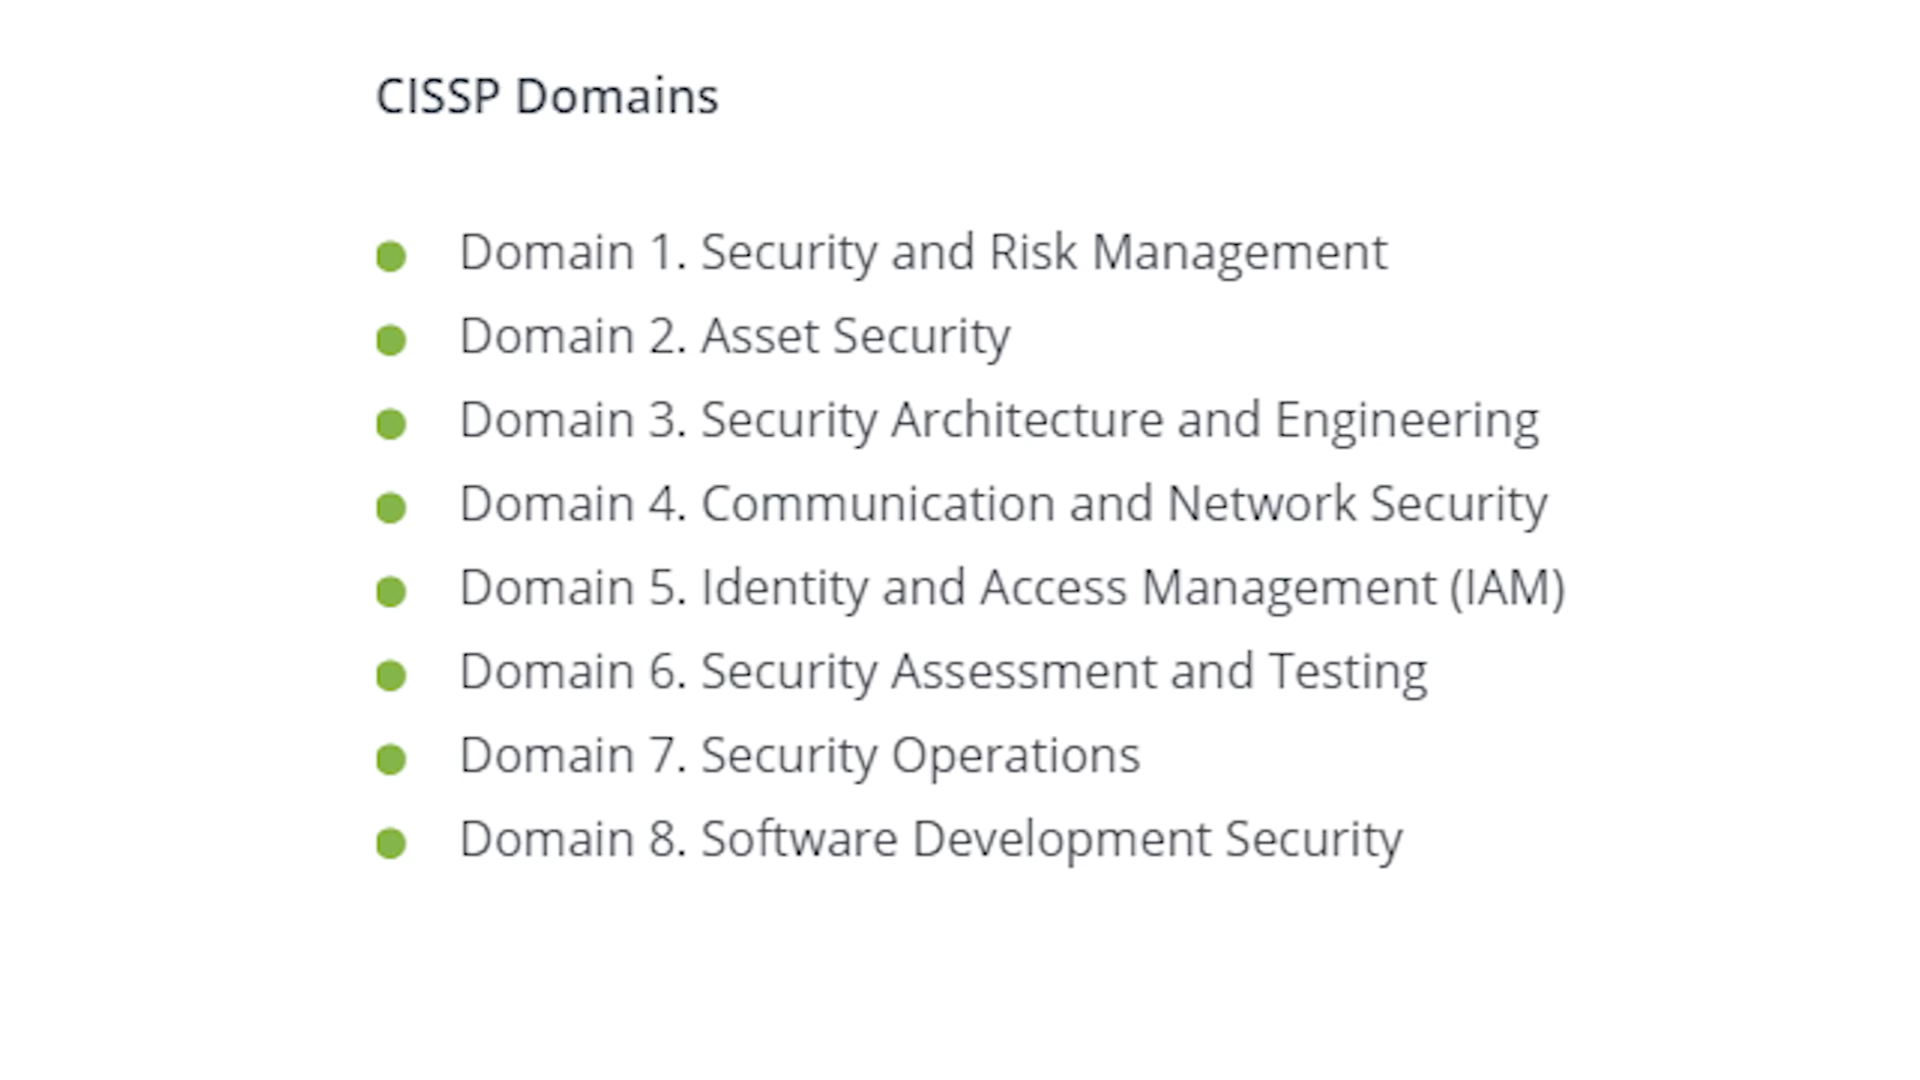 CISSP Domains
Domain 1. Security and Risk Management
Domain 2. Asset Security
Domain 3. Security Architecture and Engineering
Domain 4. Communication and Network Security
Domain 5. Identity and Access Management (IAM)
Domain 6. Security Assessment and Testing
Domain 7. Security Operations
Domain 8. Software Development Security